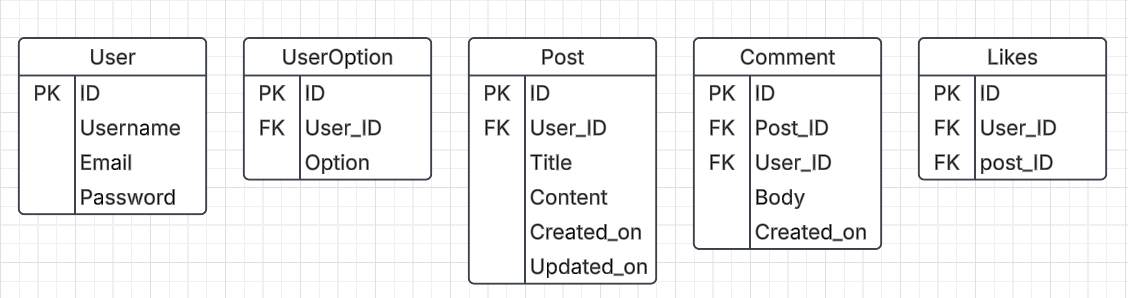 User
PK ID
Username
Email
Password
UserOption
PK ID
FK User_ID
Option
Post
PK ID
FK User_ID
Title
Content
Created_on
Updated_on
Comment
PK ID
FK Post_ID
FK User_ID
Body
Created_on
Likes
PK ID
FK User_ID
FK post_ID